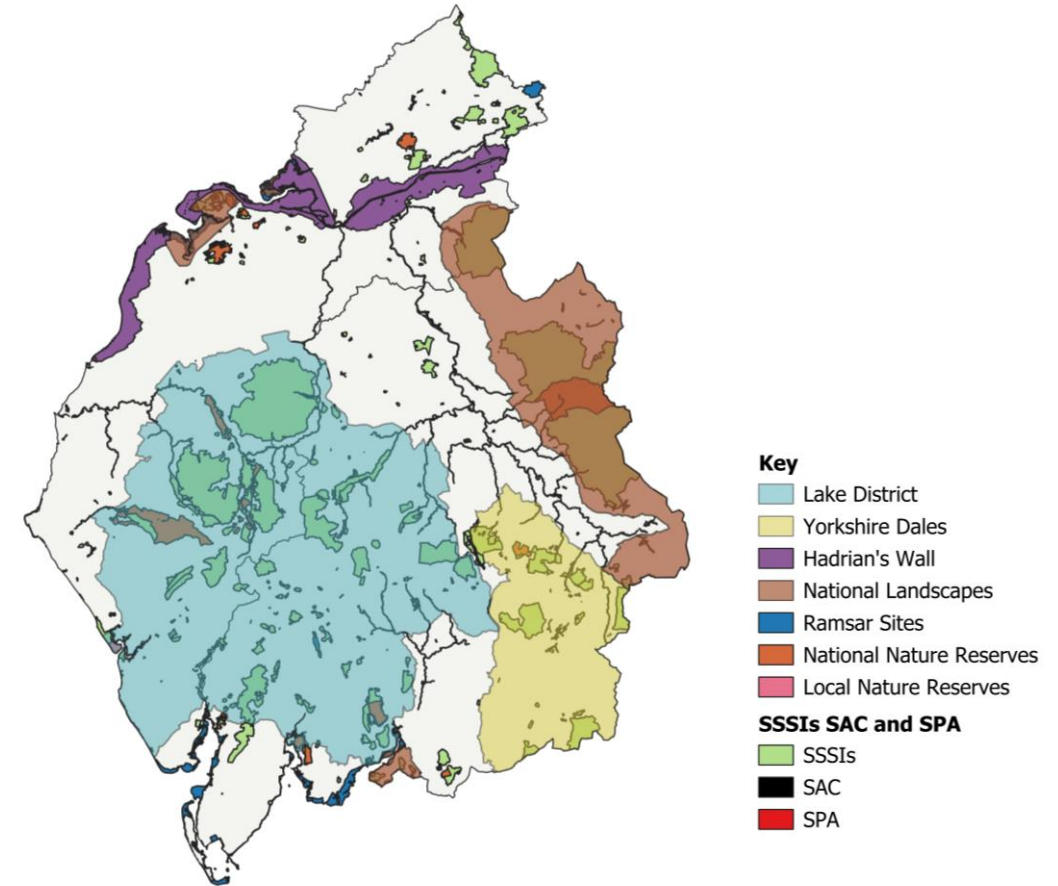 Key
Lake District
Yorkshire Dales
Hadrian's Wall
National Landscapes
Ramsar Sites
National Nature Reserves
Local Nature Reserves
SSSIs SAC and SPA
SSSIs
SAC
SPA